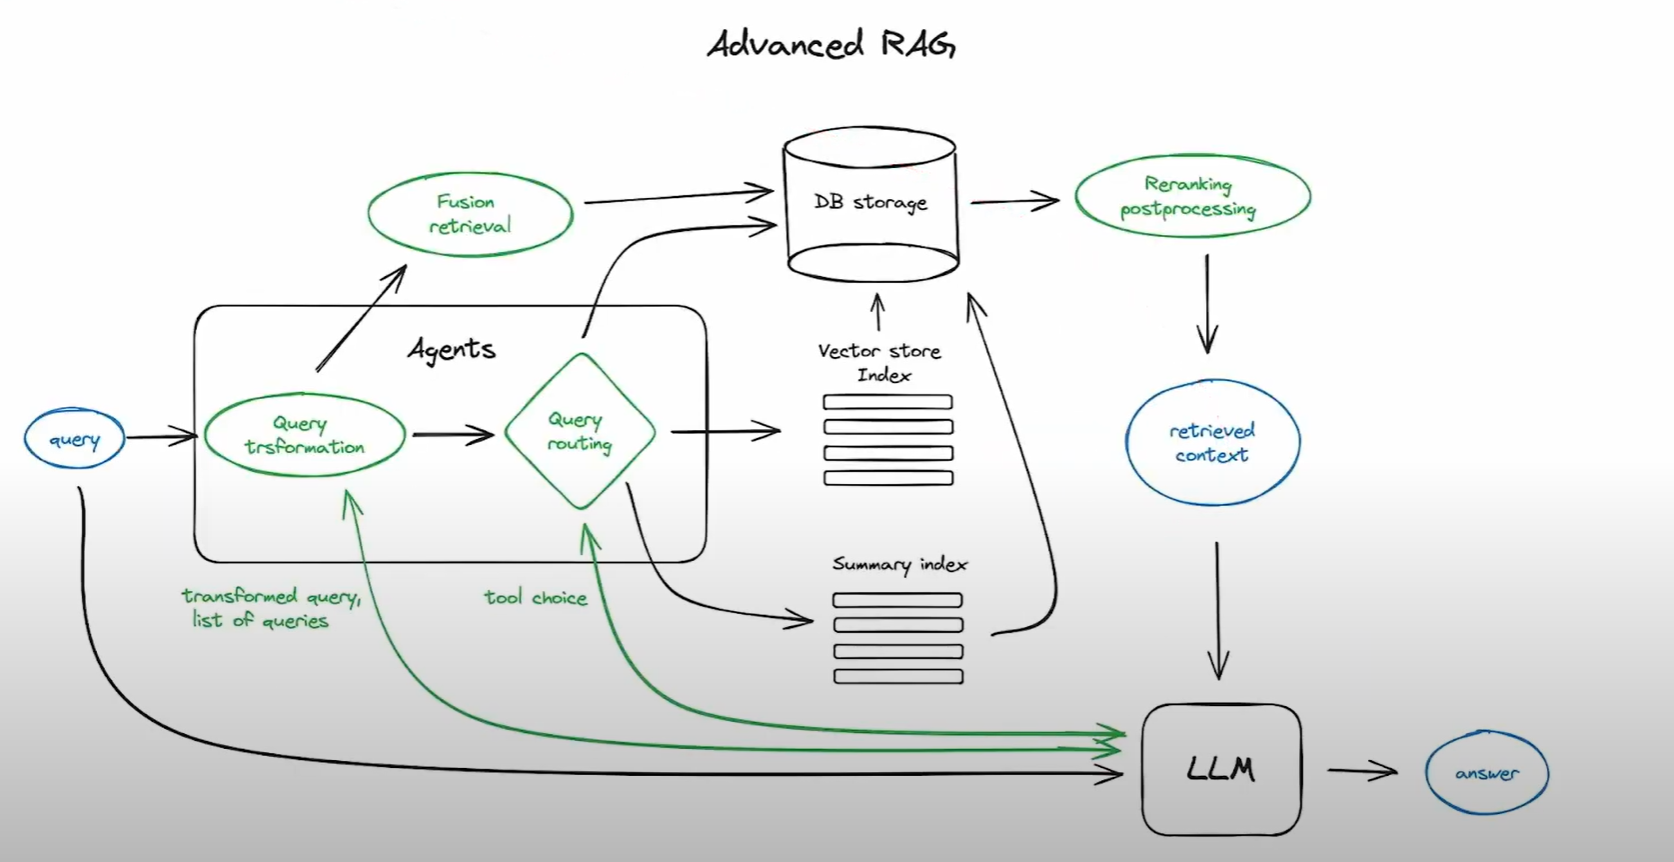 Advanced RAG
Fusion
retrieval
DB storage
Reranking
postprocessing
Agents
Vector store
Index
query
Query
trsformation
Query
routing
retrieved
context
Summary index
transformed query,
list of queries
tool choice
LLM
answer